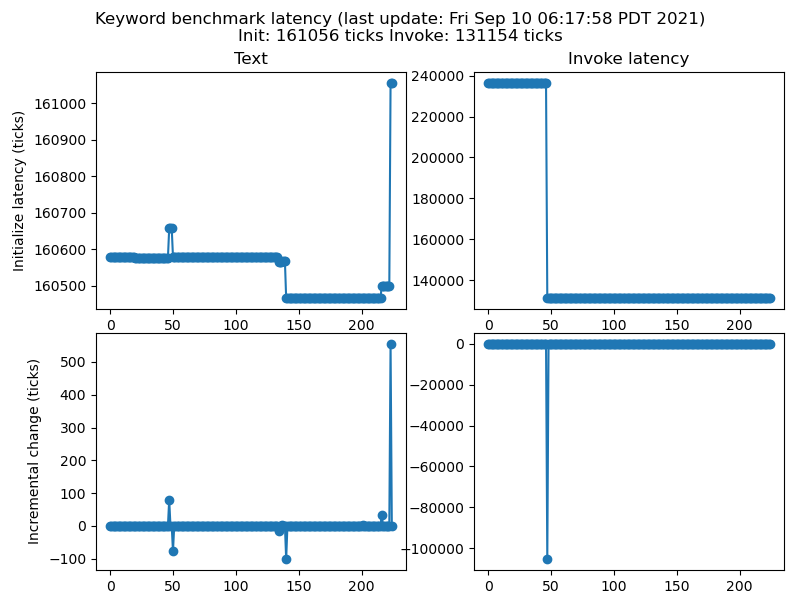 Keyword benchmark latency (last update: Fri Sep 10 06:17:58 PDT 2021)
Init: 161056 ticks Invoke: 131154 ticks
Text
Invoke latency
Initialize latency (ticks)
161000
160900
160800
160700
160600
160500
0 50 100 150 200
240000
220000
200000
180000
160000
140000
0 50 100 150 200
Incremental change (ticks)
500
400
300
200
100
0
−100
0 50 100 150 200
0
−20000
−40000
−60000
−80000
−100000
0 50 100 150 200